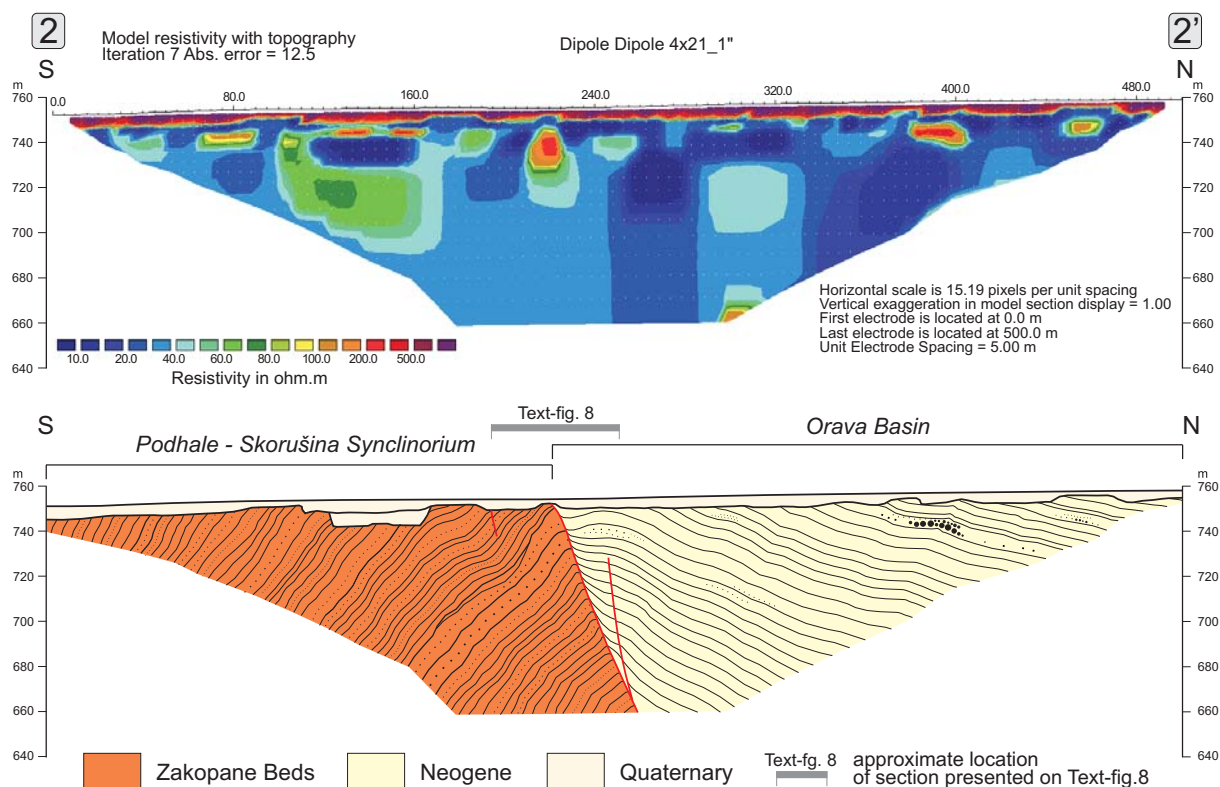 2
2'
S
N
Model resistivity with topography
Iteration 7 Abs. error = 12.5
Dipole Dipole 4x21_1"
m
m
0.0
80.0
160.0
240.0
320.0
400.0
480.0
760
740
720
700
680
660
640
760
740
720
700
680
660
640
Horizontal scale is 15.19 pixels per unit spacing
Vertical exaggeration in model section display = 1.00
First electrode is located at 0.0 m
Last electrode is located at 500.0 m
Unit Electrode Spacing = 5.00 m
10.0 20.0 40.0 60.0 80.0 100.0 200.0 500.0
Resistivity in ohm.m
S
Text-fig. 8
N
Podhale - Skorušina Synclinorium
Orava Basin
m
m
760
740
720
700
680
660
640
760
740
720
700
680
660
640
Zakopane Beds
Neogene
Quaternary
Text-fig. 8
approximate location
of section presented on Text-fig.8